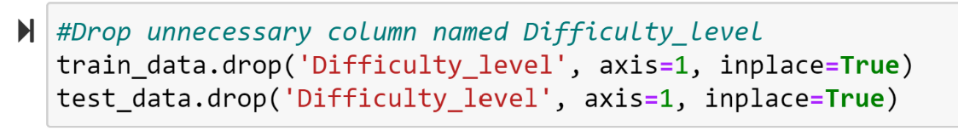 #Drop unnecessary column named Difficulty_level
train_data.drop('Difficulty_level', axis=1, inplace=True)
test_data.drop('Difficulty_level', axis=1, inplace=True)